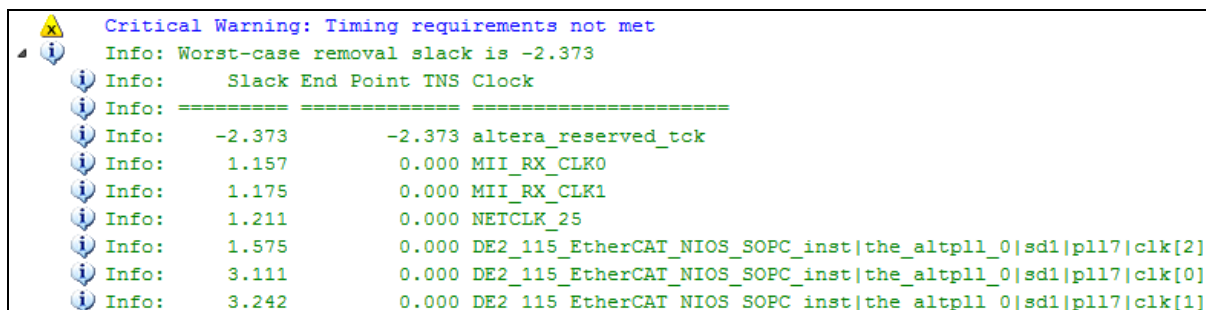 Critical Warning: Timing requirements not met
Info: Worst-case removal slack is -2.373
Info: Slack End Point TNS Clock
Info: ========= ============= =====================
Info: -2.373 -2.373 altera_reserved_tck
Info: 1.157 0.000 MII_RX_CLK0
Info: 1.175 0.000 MII_RX_CLK1
Info: 1.211 0.000 NETCLK_25
Info: 1.575 0.000 DE2_115_EtherCAT_NIOS_SOPC_inst|the_altpll_0|sd1|pll7|clk[2]
Info: 3.111 0.000 DE2_115_EtherCAT_NIOS_SOPC_inst|the_altpll_0|sd1|pll7|clk[0]
Info: 3.242 0.000 DE2_115_EtherCAT_NIOS_SOPC_inst|the_altpll_0|sd1|pll7|clk[1]